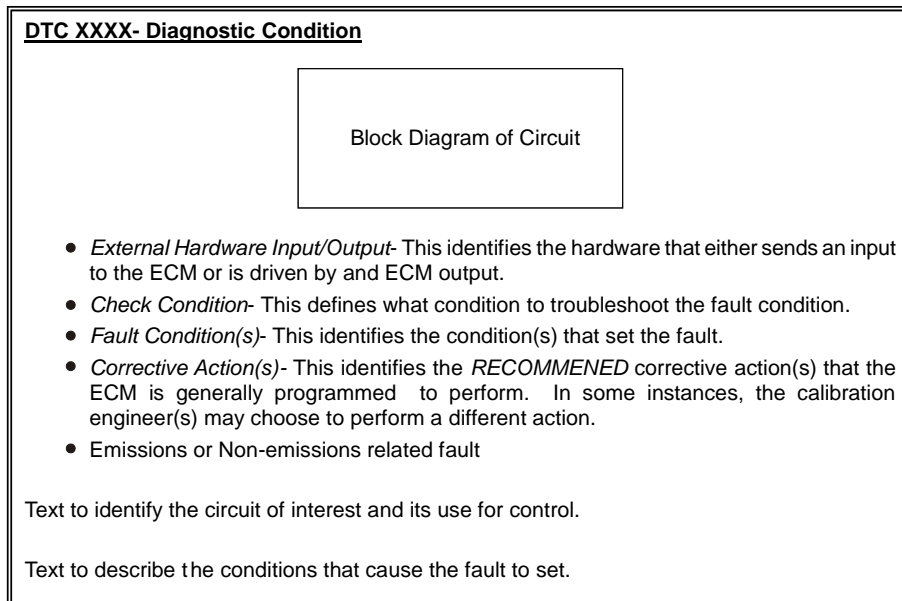 DTC XXXX- Diagnostic Condition
Block Diagram of Circuit
● External Hardware Input/Output- This identifies the hardware that either sends an input
to the ECM or is driven by and ECM output.
● Check Condition- This defines what condition to troubleshoot the fault condition.
● Fault Condition(s)- This identifies the condition(s) that set the fault.
● Corrective Action(s)- This identifies the RECOMMENED corrective action(s) that the
ECM is generally programmed to perform. In some instances, the calibration
engineer(s) may choose to perform a different action.
● Emissions or Non-emissions related fault
Text to identify the circuit of interest and its use for control.
Text to describe the conditions that cause the fault to set.